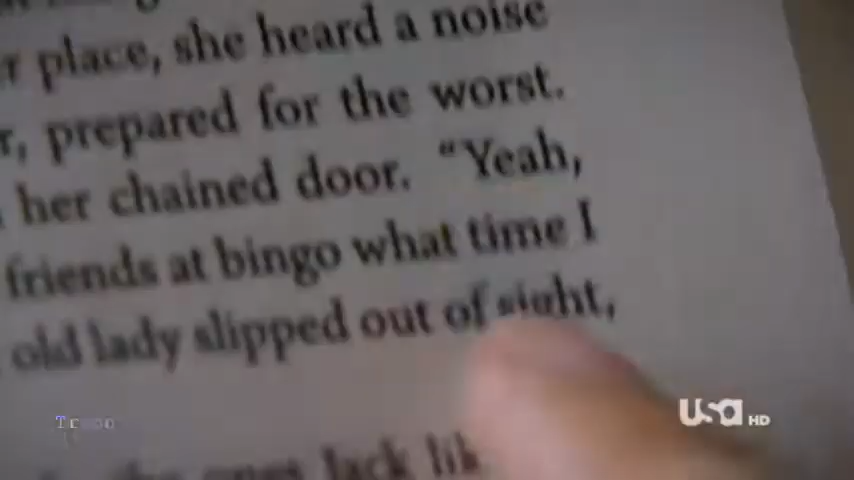 place, she heard a noise
prepared for the worst.
her chained door. “Yeah,
friends at bingo what time I
old lady slipped out of sight,
lack
usa HD